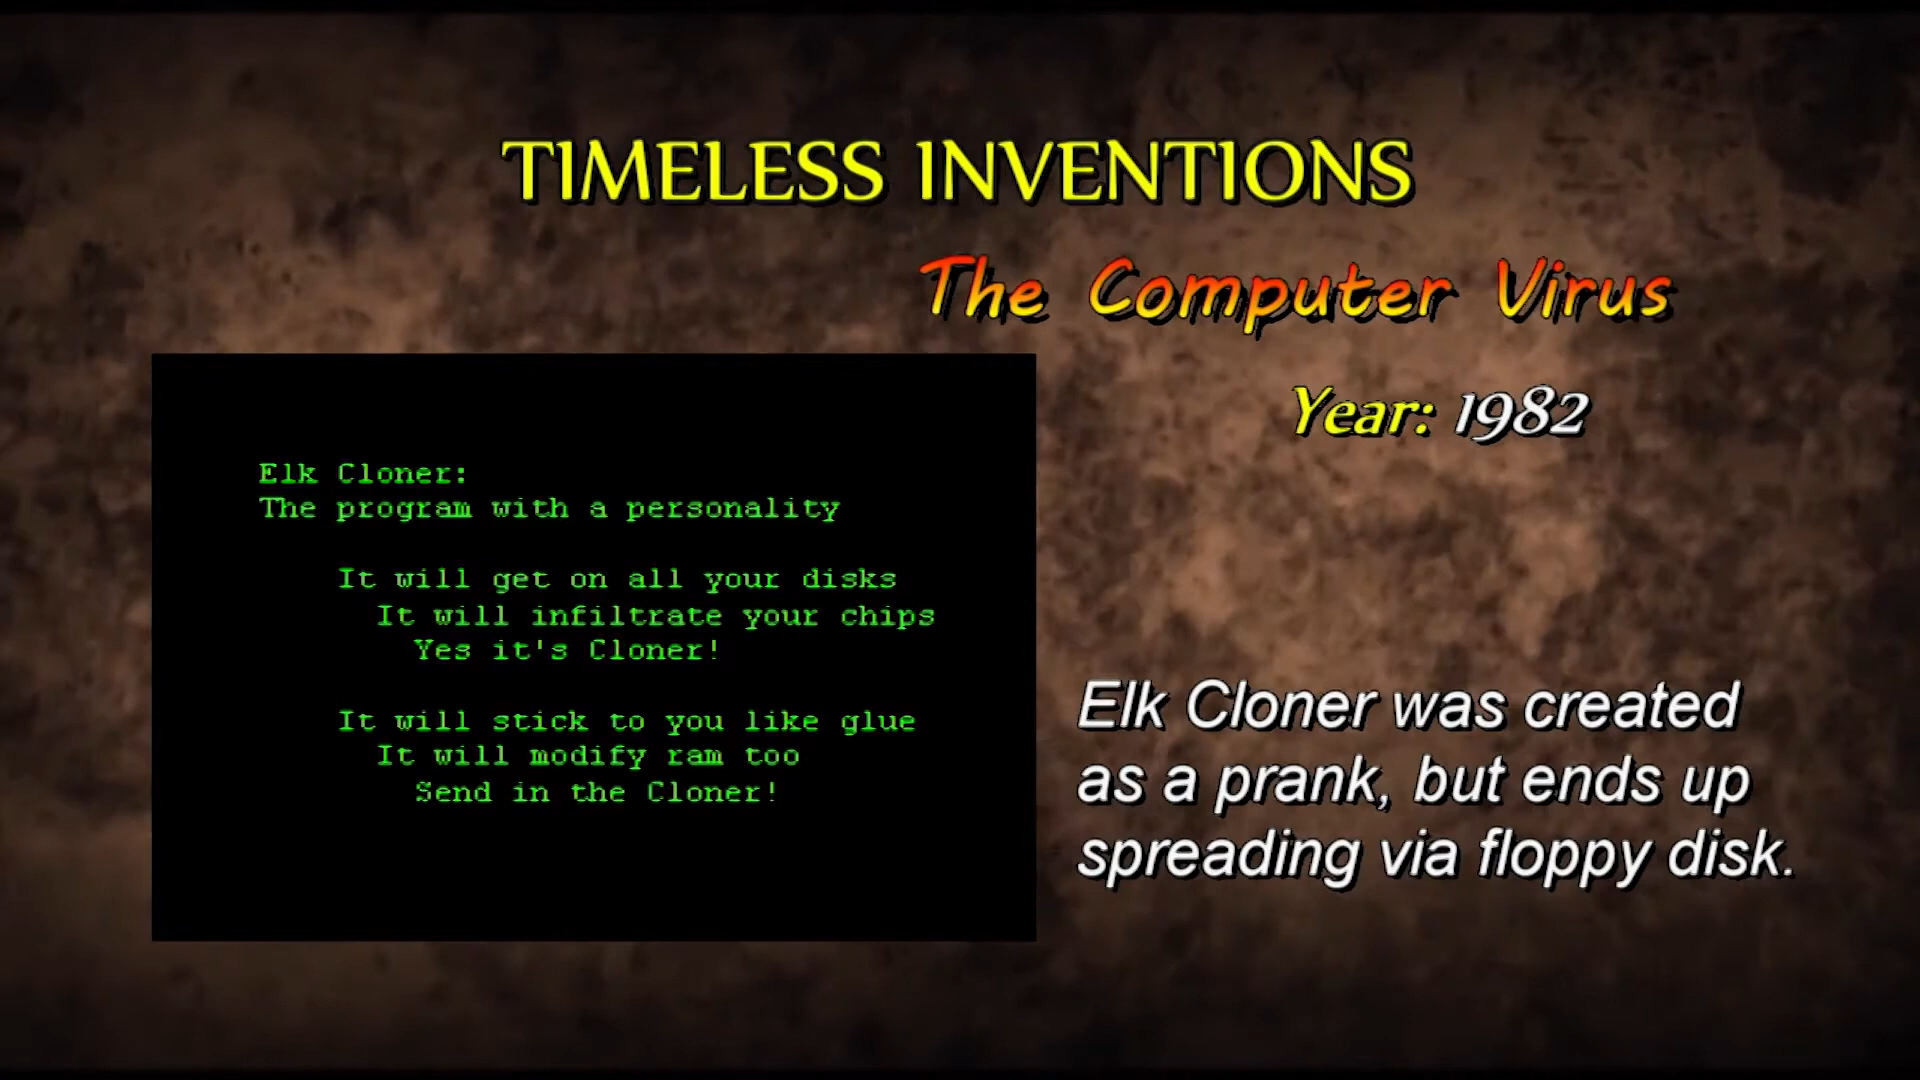 TIMELESS INVENTIONS
The Computer Virus
Year: 1982
Elk Cloner:
The program with a personality
It will get on all your disks
It will infiltrate your chips
Yes it's Cloner!
It will stick to you like glue
It will modify ram too
Send in the Cloner!
Elk Cloner was created
as a prank, but ends up
spreading via floppy disk.